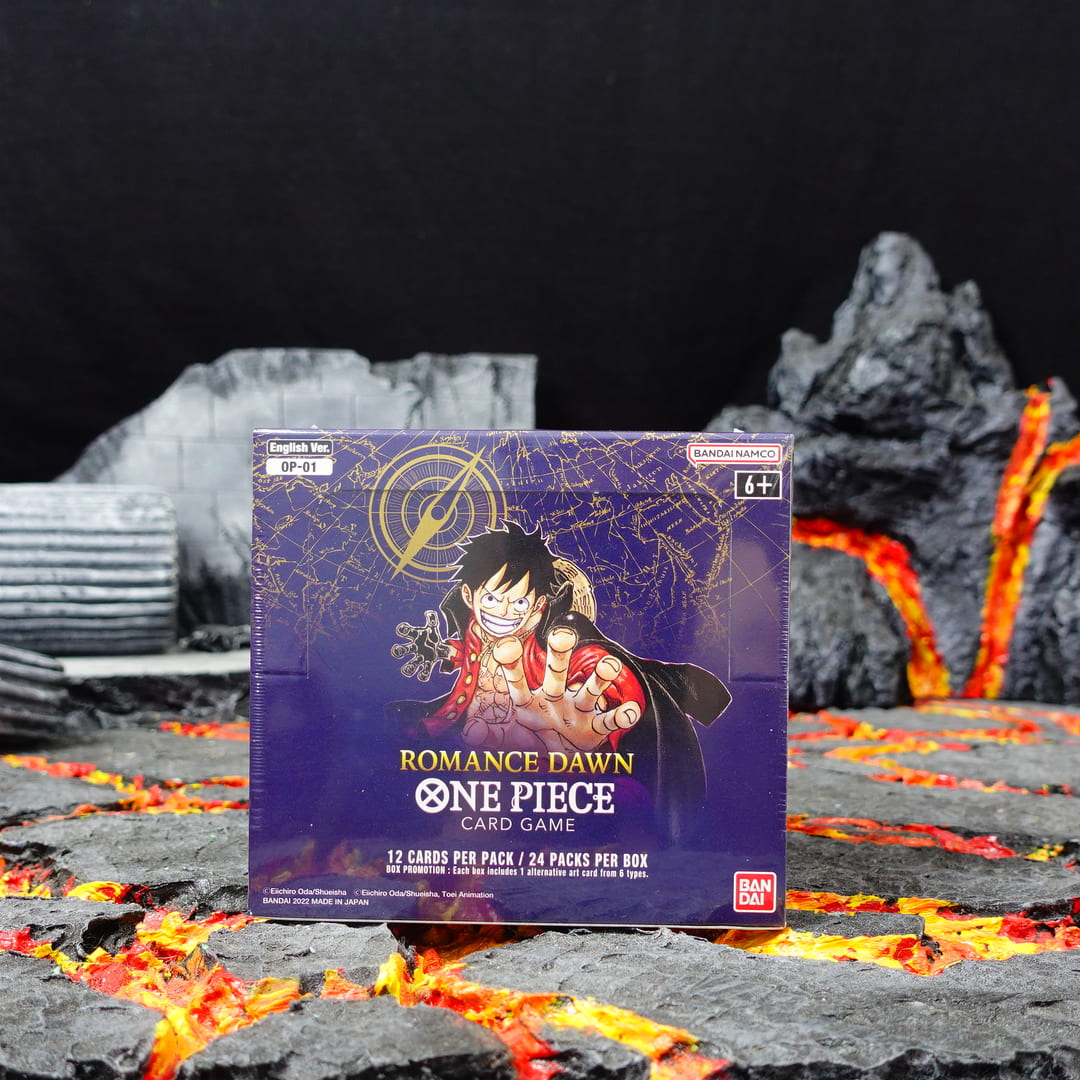 English Ver.
OP-01
BANDAI NAMCO
6+
ROMANCE DAWN
ONE PIECE
CARD GAME
12 CARDS PER PACK / 24 PACKS PER BOX
BOX PROMOTION : Each box includes 1 alternative art card from 6 types.
©Eiichiro Oda/Shueisha ©Eiichiro Oda/Shueisha, Toei Animation
BANDAI 2022 MADE IN JAPAN
BAN
DAI